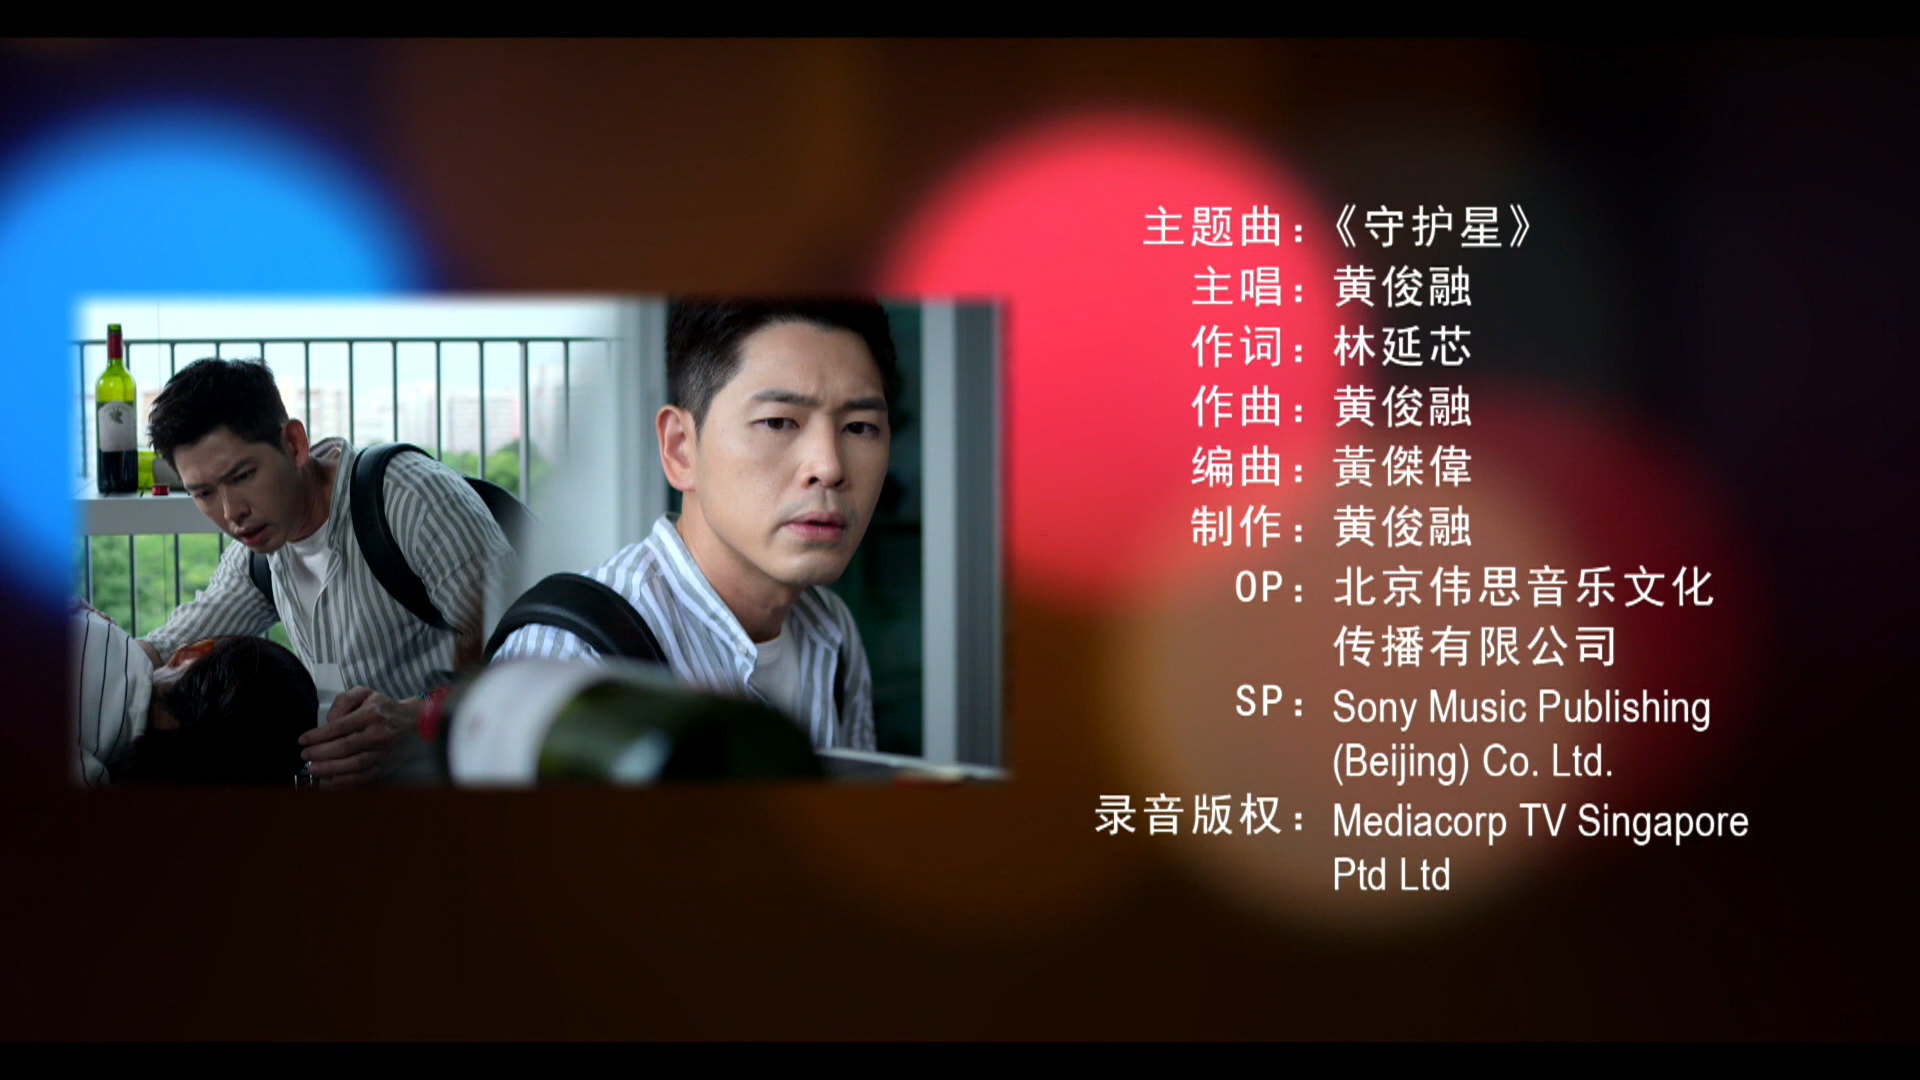 主题曲：《守护星》
主唱：黄俊融
作词：林延芯
作曲：黄俊融
编曲：黃傑偉
制作：黄俊融
OP：北京伟思音乐文化
传播有限公司
SP：Sony Music Publishing
(Beijing) Co. Ltd.
录音版权：Mediacorp TV Singapore
Ptd Ltd